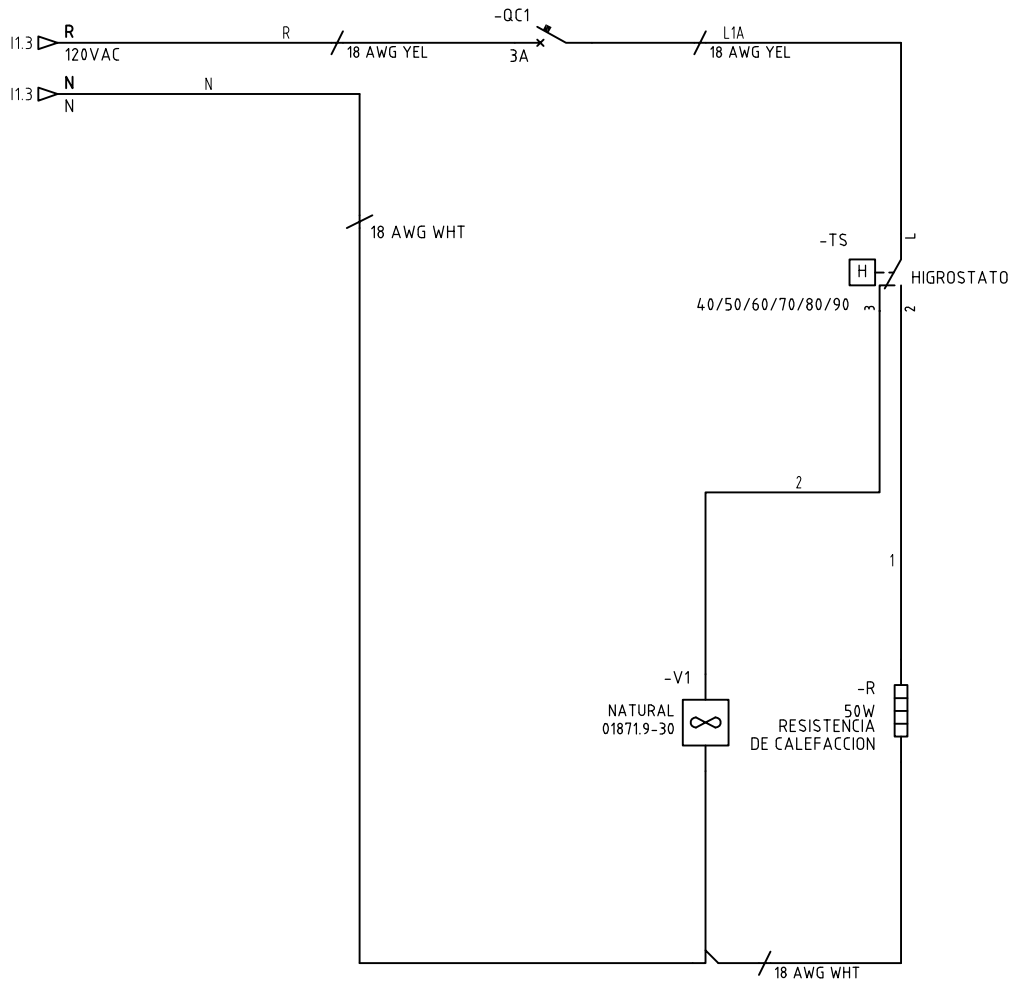 -QC1
I1.3
R
R
L1A
120VAC
18 AWG YEL
3A
18 AWG YEL
I1.3
N
N
N
18 AWG WHT
-TS
L
H
HIGROSTATO
40/50/60/70/80/90
3
2
2
1
-V1
NATURAL
01871.9-30
-R
50W
RESISTENCIA
DE CALEFACCION
18 AWG WHT